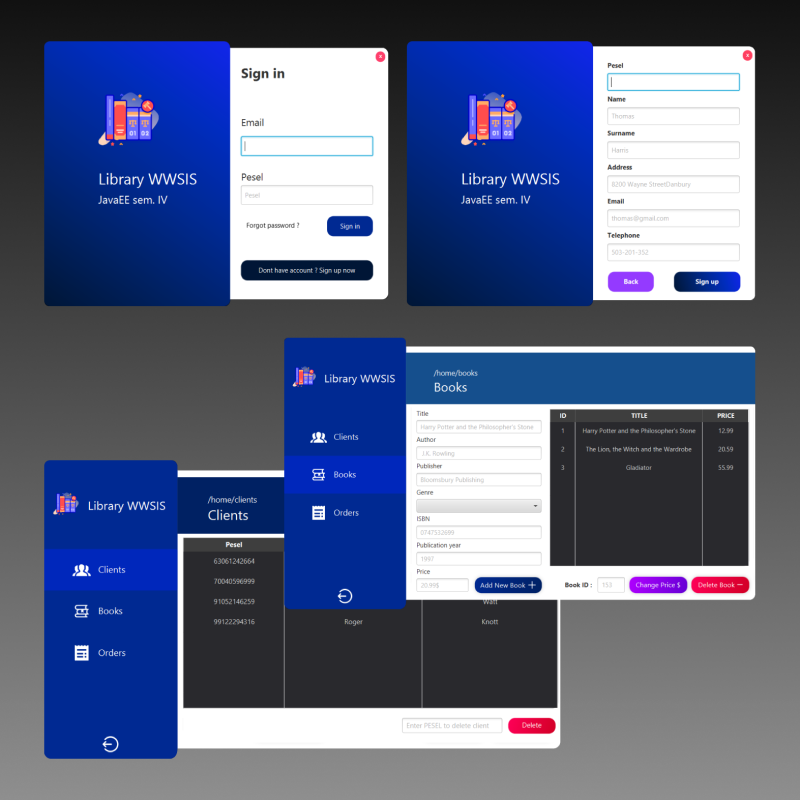 Library WWSIS
JavaEE sem. IV
01 03
Sign in
Email
Pesel
Pesel
Forgot password ?
Sign in
Dont have account ? Sign up now
Library WWSIS
JavaEE sem. IV
01 03
Pesel
Name
Thomas
Surname
Harris
Address
8200 Wayne StreetDanbury
Email
thomas@gmail.com
Telephone
503-201-352
Back
Sign up
Library WWSIS
Clients
Books
Orders
/home/books
Books
Title
Harry Potter and the Philosopher's Stone
Author
J.K. Rowling
Publisher
Bloomsbury Publishing
Genre
ISBN
0747532699
Publication year
1997
Price
20,99$
Add New Book
ID TITLE PRICE
1 Harry Potter and the Philosopher's Stone 12.99
2 The Lion, the Witch and the Wardrobe 20.59
3 Gladiator 55.99
Book ID :
153
Change Price $
Delete Book
Library WWSIS
Clients
Books
Orders
/home/clients
Clients
Pesel
63061242664
70040596999
91052146259 Watt
99122294316 Roger Knott
Enter PESEL to delete client
Delete